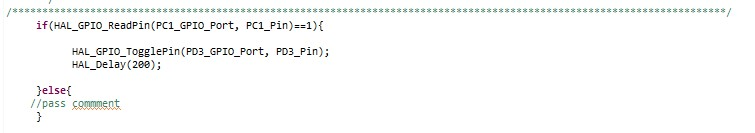 /***********************************************************************************************************************/
if(HAL_GPIO_ReadPin(PC1_GPIO_Port, PC1_Pin)==1){
HAL_GPIO_TogglePin(PD3_GPIO_Port, PD3_Pin);
HAL_Delay(200);
}else{
//pass commment
}